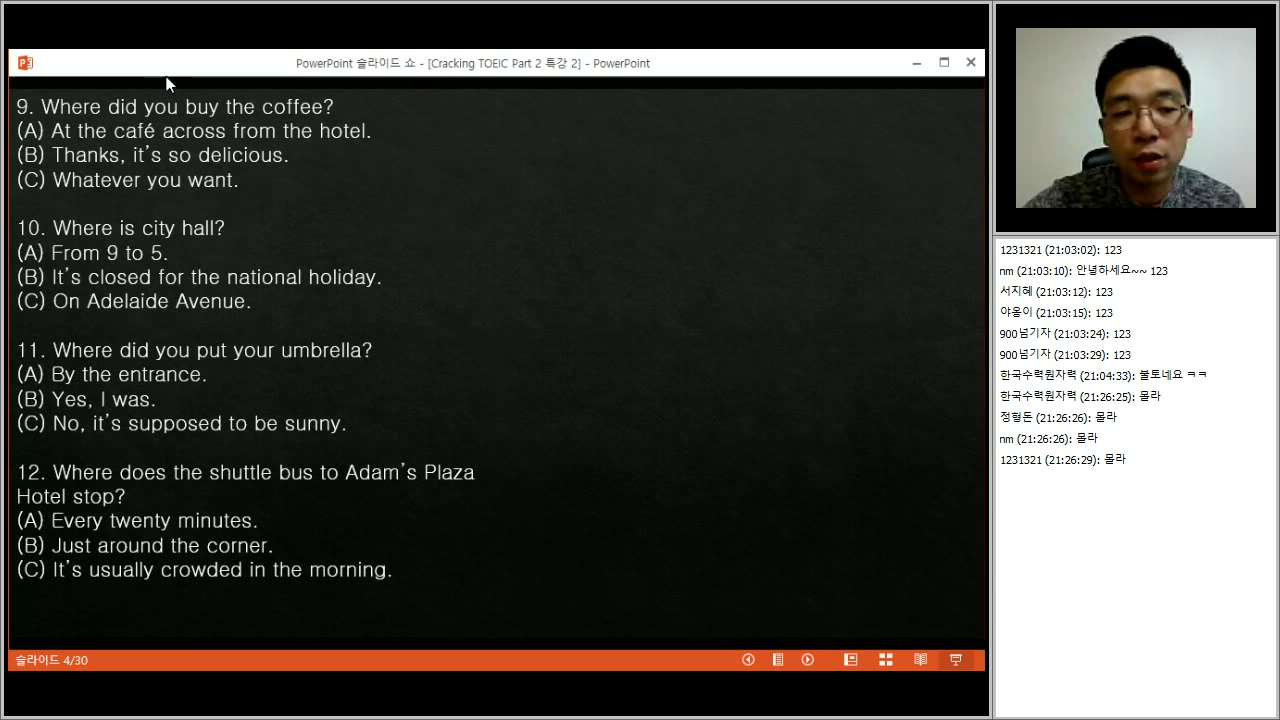 PowerPoint 슬라이드 쇼 - [Cracking TOEIC Part 2 특강 2] - PowerPoint
9. Where did you buy the coffee?
(A) At the café across from the hotel.
(B) Thanks, it's so delicious.
(C) Whatever you want.
10. Where is city hall?
(A) From 9 to 5.
(B) It's closed for the national holiday.
(C) On Adelaide Avenue.
11. Where did you put your umbrella?
(A) By the entrance.
(B) Yes, I was.
(C) No, it's supposed to be sunny.
12. Where does the shuttle bus to Adam's Plaza
Hotel stop?
(A) Every twenty minutes.
(B) Just around the corner.
(C) It's usually crowded in the morning.
슬라이드 4/30
1231321 (21:03:02): 123
nm (21:03:10): 안녕하세요~~ 123
서지혜 (21:03:12): 123
야옹이 (21:03:15): 123
900넘기자 (21:03:24): 123
900넘기자 (21:03:29): 123
한국수력원자력 (21:04:33): 불토네요 ㅋㅋ
한국수력원자력 (21:26:25): 몰라
정형돈 (21:26:26): 몰라
nm (21:26:26): 몰라
1231321 (21:26:29): 몰라